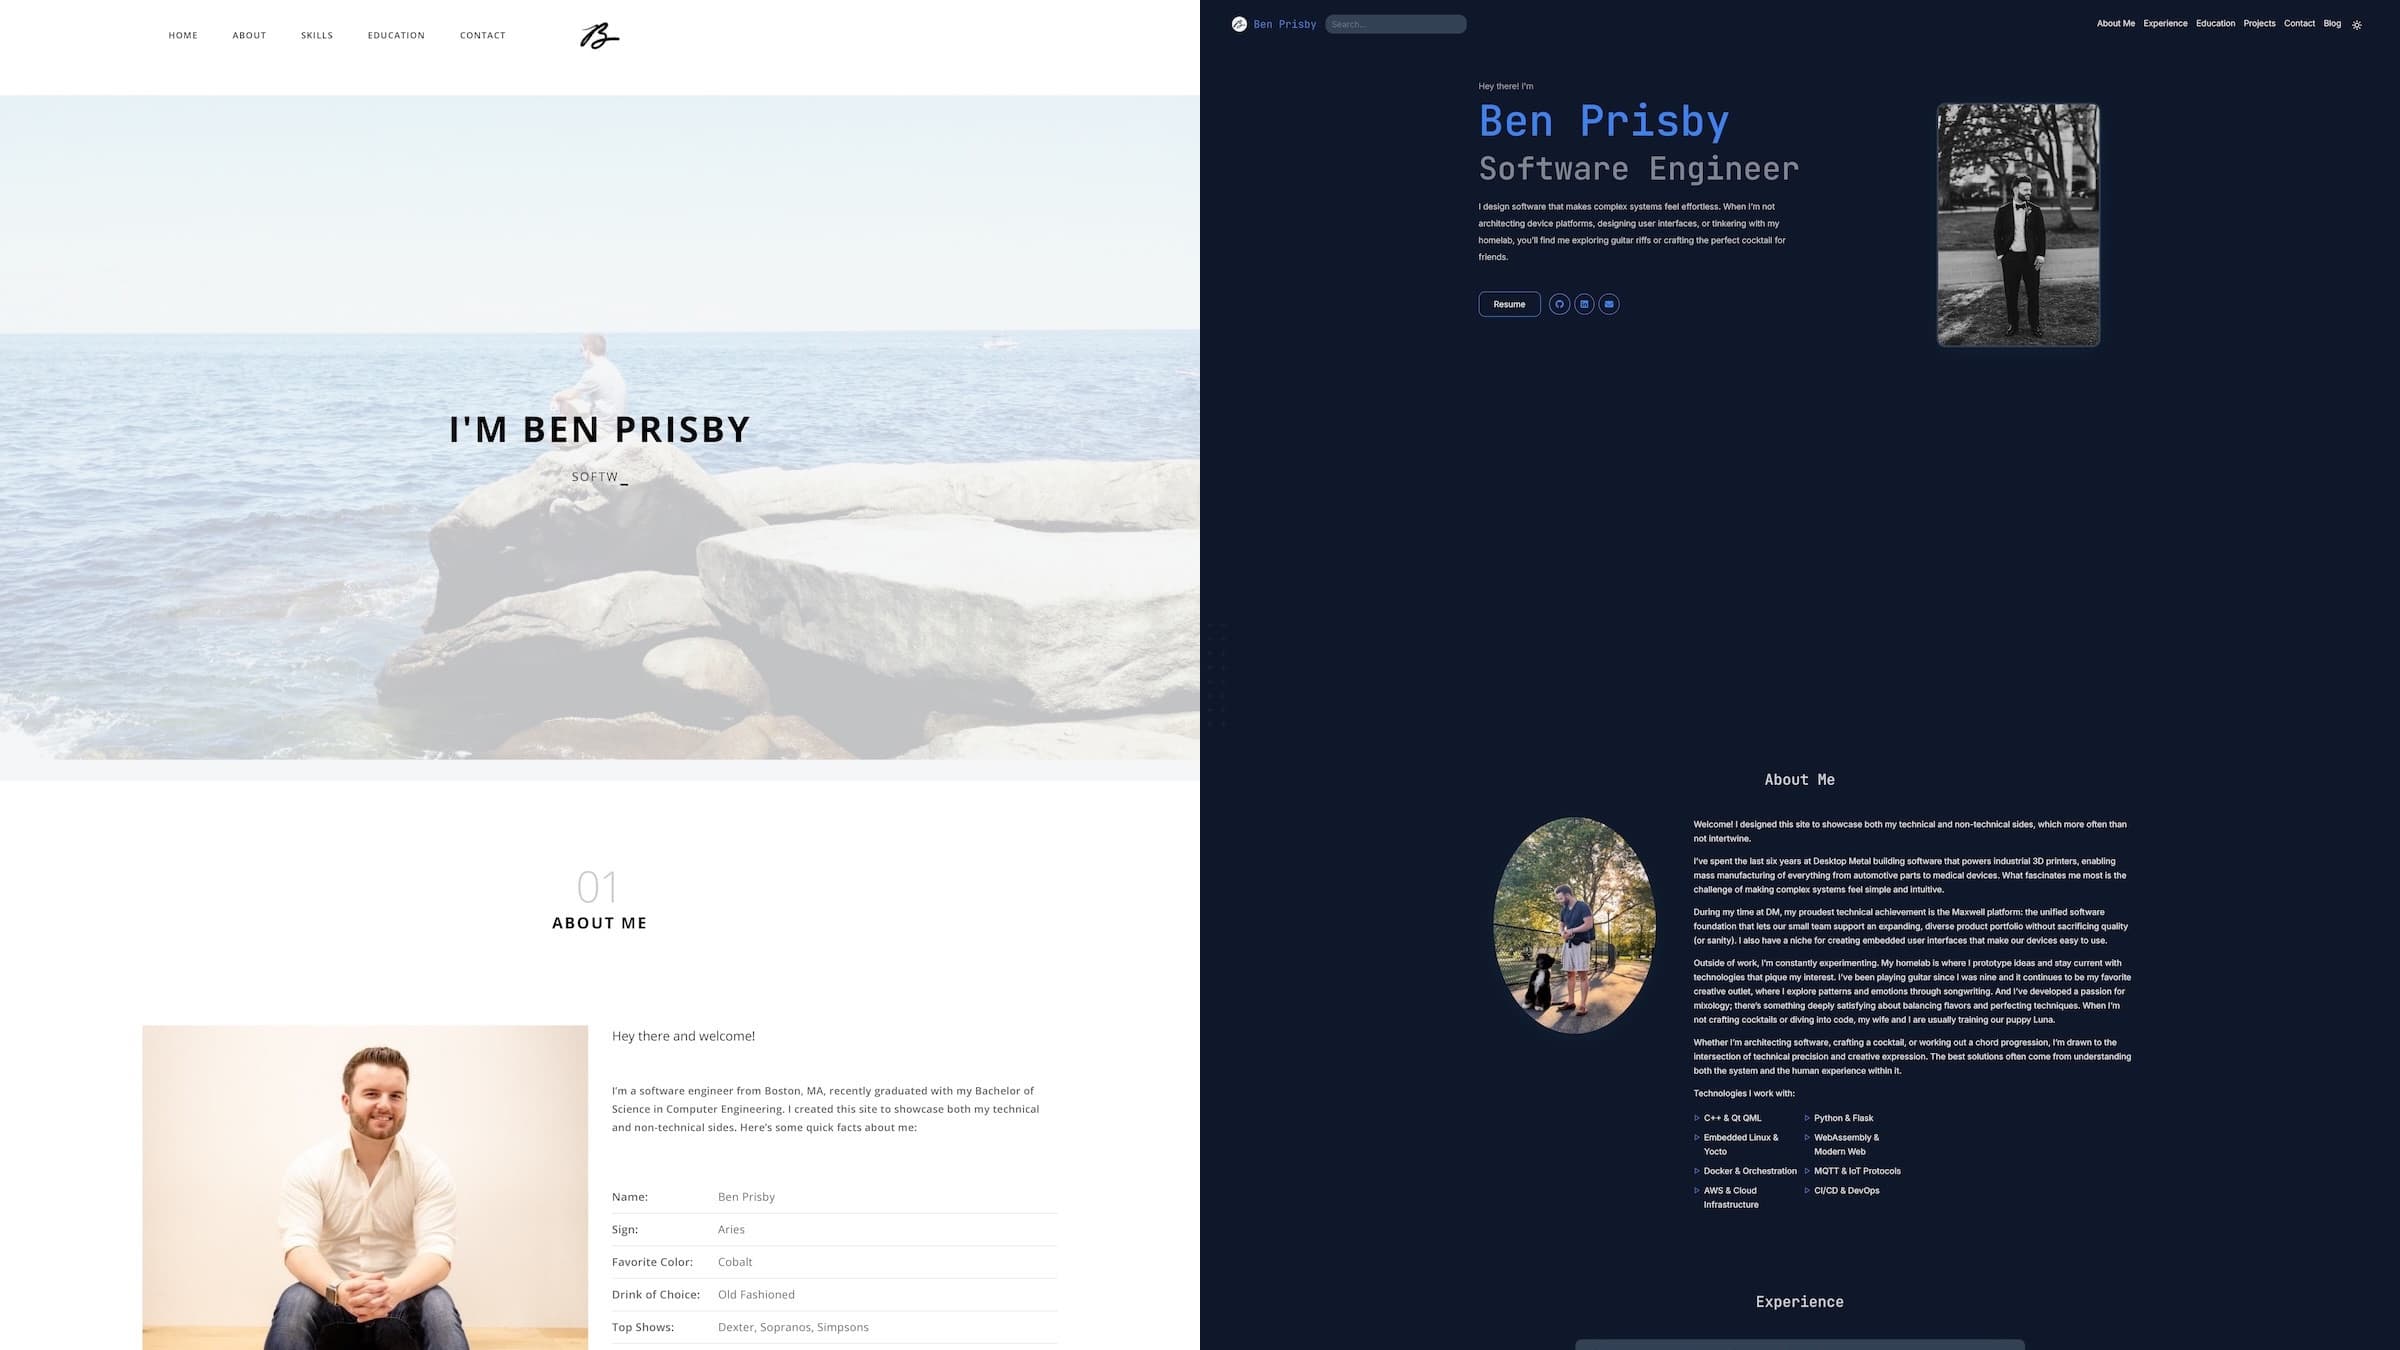 HOME ABOUT SKILLS EDUCATION CONTACT
I'M BEN PRISBY
SOFTW_
01
ABOUT ME
Hey there and welcome!
I'm a software engineer from Boston, MA, recently graduated with my Bachelor of
Science in Computer Engineering. I created this site to showcase both my technical
and non-technical sides. Here's some quick facts about me:
Name: Ben Prisby
Sign: Aries
Favorite Color: Cobalt
Drink of Choice: Old Fashioned
Top Shows: Dexter, Sopranos, Simpsons
Ben Prisby Search... About Me Experience Education Projects Contact Blog
Hey there! I'm
Ben Prisby
Software Engineer
I design software that makes complex systems feel effortless. When I'm not
architecting device platforms, designing user interfaces, or tinkering with my
homelab, you'll find me exploring guitar riffs or crafting the perfect cocktail for
friends.
Resume
About Me
Welcome! I designed this site to showcase both my technical and non-technical sides, which more often than
not intertwine.
I've spent the last six years at Desktop Metal building software that powers industrial 3D printers, enabling
mass manufacturing of everything from automotive parts to medical devices. What fascinates me most is the
challenge of making complex systems feel simple and intuitive.
During my time at DM, my proudest technical achievement is the Maxwell platform: the unified software
foundation that lets our small team support an expanding, diverse product portfolio without sacrificing quality
(or sanity). I also have a niche for creating embedded user interfaces that make our devices easy to use.
Outside of work, I'm constantly experimenting. My homelab is where I prototype ideas and stay current with
technologies that pique my interest. I've been playing guitar since I was nine and it continues to be my favorite
creative outlet, where I explore patterns and emotions through songwriting. And I've developed a passion for
mixology; there's something deeply satisfying about balancing flavors and perfecting techniques. When I'm
not crafting cocktails or diving into code, my wife and I are usually training our puppy Luna.
Whether I'm architecting software, crafting a cocktail, or working out a chord progression, I'm drawn to the
intersection of technical precision and creative expression. The best solutions often come from understanding
both the system and the human experience within it.
Technologies I work with:
C++ & Qt QML
Embedded Linux &
Yocto
Docker & Orchestration
AWS & Cloud
Infrastructure
Python & Flask
WebAssembly &
Modern Web
MQTT & IoT Protocols
CI/CD & DevOps
Experience